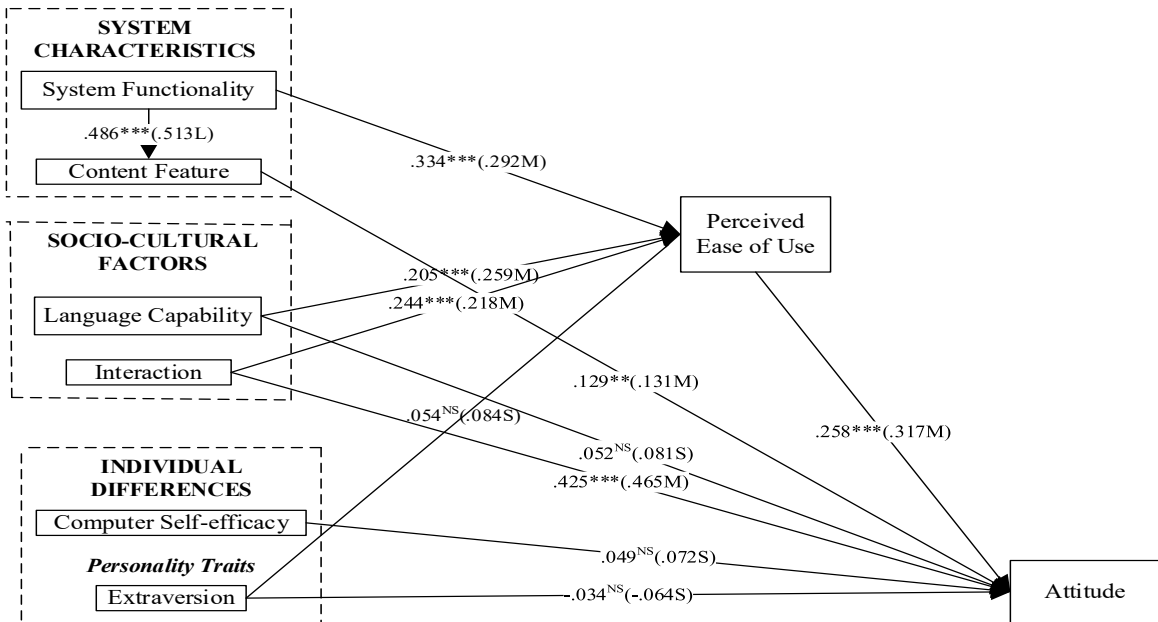 SYSTEM
CHARACTERISTICS
System Functionality
.486***(.513L)
Content Feature
.334***(.292M)
Perceived
Ease of Use
SOCIO-CULTURAL
FACTORS
.205***(.259M)
.244***(.218M)
Language Capability
Interaction
.129**(.131M)
.054NS(.084S)
.258***(.317M)
.052NS(.081S)
.425***(.465M)
INDIVIDUAL
DIFFERENCES
Computer Self-efficacy
.049NS(.072S)
Personality Traits
Extraversion
-.034NS(-.064S)
Attitude